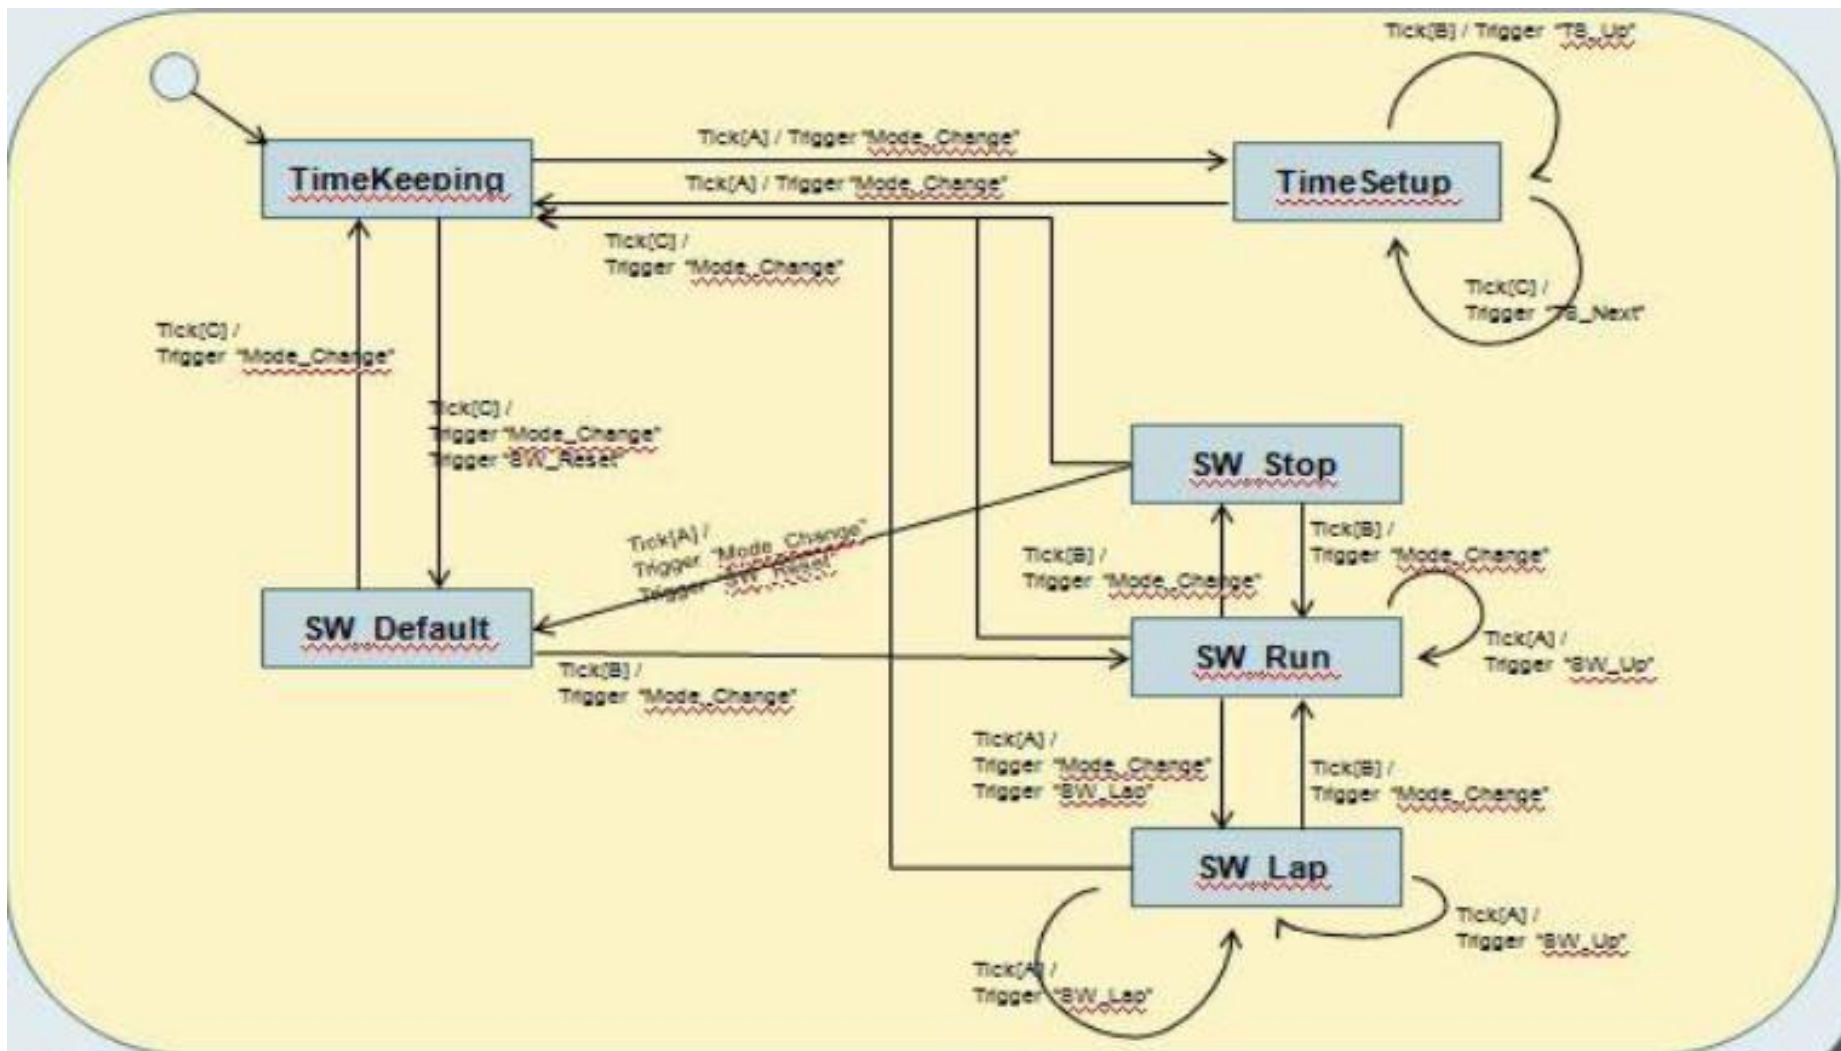 Tick[B] / Trigger "TS_Up"
Tick[A] / Trigger "Mode_Change"
TimeKeeping
Tick[A] / Trigger "Mode_Change"
TimeSetup
Tick[C] /
Trigger "Mode_Change"
Tick[C] /
Trigger "TS_Next"
Tick[C] /
Trigger "Mode_Change"
Tick[C] /
Trigger "Mode_Change"
Trigger "SW_Reset"
SW_Stop
Tick[A] /
Trigger "Mode_Change"
Trigger "SW_Reset"
Tick[B] /
Trigger "Mode_Change"
Tick[B] /
Trigger "Mode_Change"
SW_Default
SW_Run
Tick[A] /
Trigger "SW_Up"
Tick[B] /
Trigger "Mode_Change"
Tick[A] /
Trigger "Mode_Change"
Trigger "SW_Lap"
Tick[B] /
Trigger "Mode_Change"
SW_Lap
Tick[A] /
Trigger "SW_Up"
Tick[A] /
Trigger "SW_Lap"